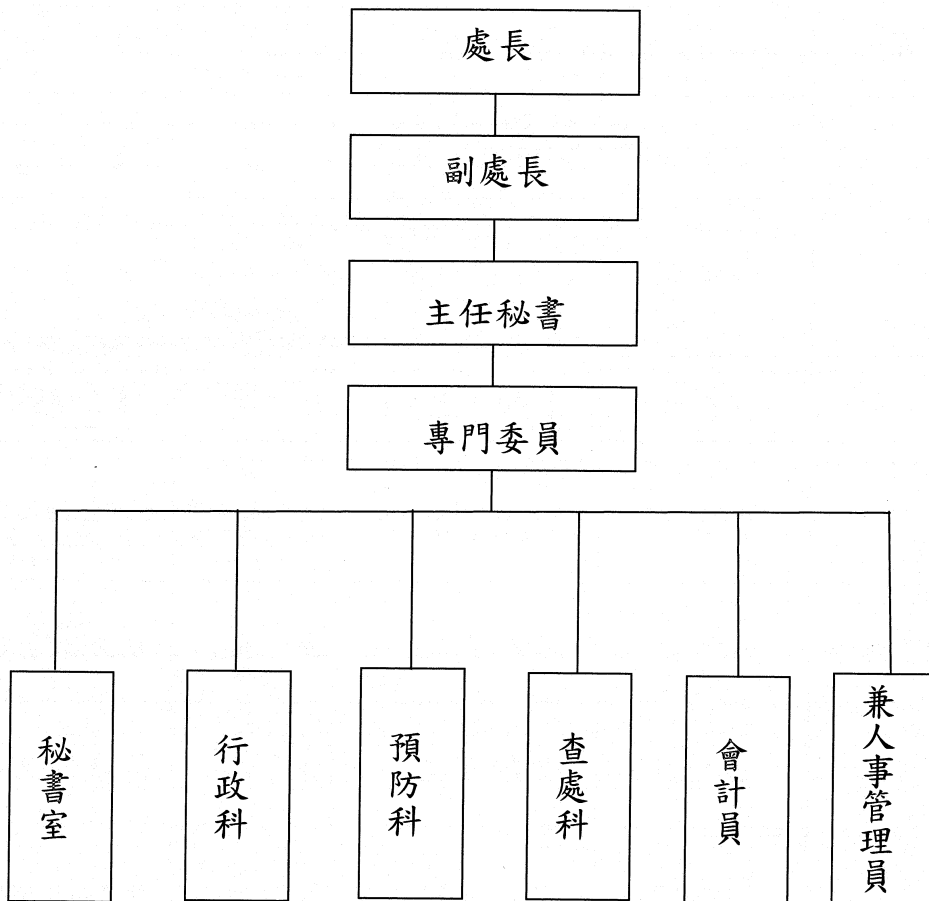 處長
副處長
主任秘書
專門委員
秘書室
行政科
預防科
查處科
會計員
兼人事管理員